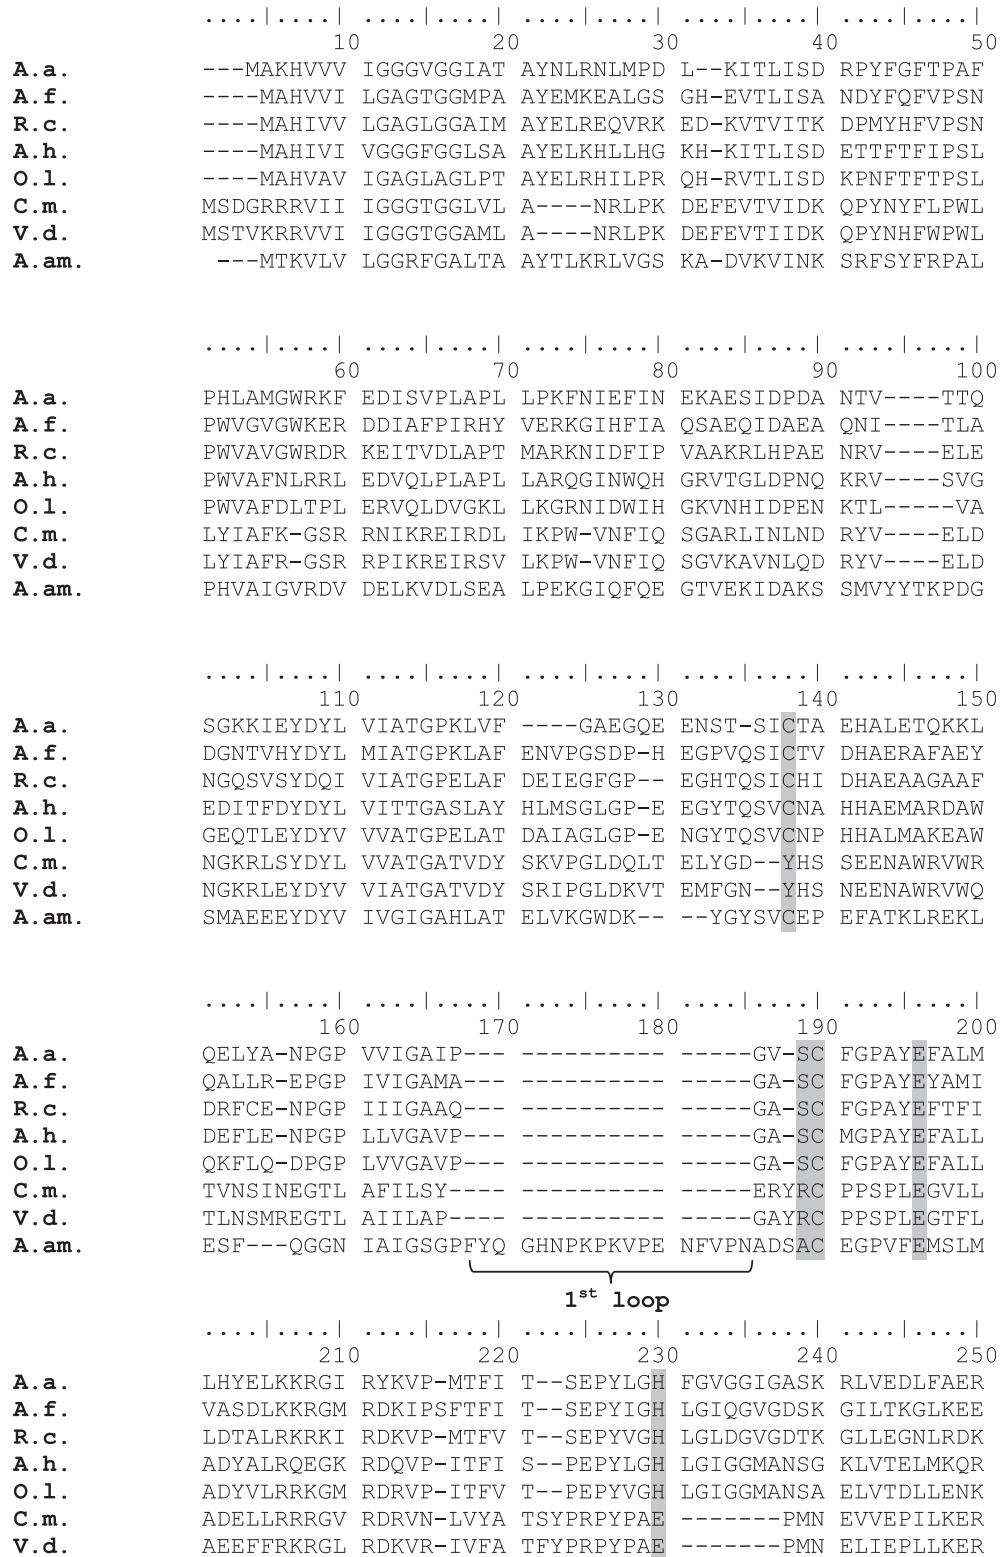 ....|....| ....|....| ....|....| ....|....| ....|....|
10 20 30 40 50
A.a. ---MAKHVVV IGGGVGGIAT AYNLRNLMPD L--KITLISD RPYFGFTPAF
A.f. ----MAHVVI LGAGTGGMPA AYEMKEALGS GH-EVTLISA NDYFQFVPSN
R.c. ----MAHIVV LGAGLGGAIM AYELREQVRK ED-KVTVITK DPMYHFVPSN
A.h. ----MAHIVI VGGGFGGLSA AYELKHLLHG KH-KITLISD ETTFTFIPSL
O.l. ----MAHVAV IGAGLAGLPT AYELRHILPR QH-RVTLISD KPNFTFTPSL
C.m. MSDGRRRVII IGGGTGGLVL A----NRLPK DEFEVTVIDK QPYNYFLPWL
V.d. MSTVKRRVVI IGGGTGGAML A----NRLPK DEFEVTIIDK QPYNHFWPWL
A.am. ---MTKVLV LGGRFGALTA AYTLKRLVGS KA-DVKVINK SRFSYFRPAL
....|....| ....|....| ....|....| ....|....| ....|....|
60 70 80 90 100
A.a. PHLAMGWRKF EDISVPLAPL LPKFNIEFIN EKAESIDPDA NTV----TTQ
A.f. PWVGVGWKER DDIAFPIRHY VERKGIHFIA QSAEQIDAEA QNI----TLA
R.c. PWVAVGWRDR KEITVDLAPT MARKNIDFIP VAAKRLHPAE NRV----ELE
A.h. PWVAFNLRRL EDVQLPLAPL LARQGINWQH GRVTGLDPNQ KRV----SVG
O.l. PWVAFDLTPL ERVQLDVGKL LKGRNIDWIH GKVNHIDPEN KTL-----VA
C.m. LYIAFK-GSR RNIKREIRDL IKPW-VNFIQ SGARLINLND RYV----ELD
V.d. LYIAFR-GSR RPIKREIRSV LKPW-VNFIQ SGVKAVNLQD RYV----ELD
A.am. PHVAIGVRDV DELKVDLSEA LPEKGIQFQE GTVEKIDAKS SMVYYTKPDG
....|....| ....|....| ....|....| ....|....| ....|....|
110 120 130 140 150
A.a. SGKKIEYDYL VIATGPKLVF ----GAEGQE ENST-SICTA EHALETQKKL
A.f. DGNTVHYDYL MIATGPKLAF ENVPGSDP-H EGPVQSICTV DHAERAFAEY
R.c. NGQSVSYDQI VIATGPELAF DEIEGFGP-- EGHTQSICHI DHAEAAGAAF
A.h. EDITFDYDYL VITTGASLAY HLMSGLGP-E EGYTQSVCNA HHAEMARDAW
O.l. GEQTLEYDYV VVATGPELAT DAIAGLGP-E NGYTQSVCNP HHALMAKEAW
C.m. NGKRLSYDYL VVATGATVDY SKVPGLDQLT ELYGD--YHS SEENAWRVWR
V.d. NGKRLEYDYV VIATGATVDY SRIPGLDKVT EMFGN--YHS NEENAWRVWQ
A.am. SMAEEEYDYV IVGIGAHLAT ELVKGWDK-- --YGYSVCEP EFATKLREKL
....|....| ....|....| ....|....| ....|....| ....|....|
160 170 180 190 200
A.a. QELYA-NPGP VVIGAIP--- ---------- ------GV-SC FGPAYEFALM
A.f. QALLR-EPGP IVIGAMA--- ---------- ------GA-SC FGPAYEYAMI
R.c. DRFCE-NPGP IIIGAAQ--- ---------- ------GA-SC FGPAYEFTFI
A.h. DEFLE-NPGP LLVGAVP--- ---------- ------GA-SC MGPAYEFALL
O.l. QKFLQ-DPGP LVVGAVP--- ---------- ------GA-SC FGPAYEFALL
C.m. TVNSINEGTL AFILSY---- ---------- -----ERYRC PPSPLEGVLL
V.d. TLNSMREGTL AIILAP---- ---------- -----GAYRC PPSPLEGTFL
A.am. ESF---QGGN IAIGSGPFYQ GHNPKPKVPE NFVPNADSAC EGPVFEMSLM
1st loop
....|....| ....|....| ....|....| ....|....| ....|....|
210 220 230 240 250
A.a. LHYELKKRGI RYKVP-MTFI T--SEPYLGH FGVGGIGASK RLVEDLFAER
A.f. VASDLKKRGM RDKIPSFTFI T--SEPYIGH LGIQGVGDSK GILTKGLKEE
R.c. LDTALRKRKI RDKVP-MTFV T--SEPYVGH LGLDGVGDTK GLLEGNLRDK
A.h. ADYALRQEGK RDQVP-ITFI S--PEPYLGH LGIGGMANSG KLVTELMKQR
O.l. ADYVLRRKGM RDRVP-ITFV T--PEPYVGH LGIGGMANSA ELVTDLLENK
C.m. ADELLRRRGV RDRVN-LVYA TSYPRPYPAE -------PMN EVVEPILKER
V.d. AEEFFRKRGL RDKVR-IVFA TFYPRPYPAE -------PMN ELIEPLLKER